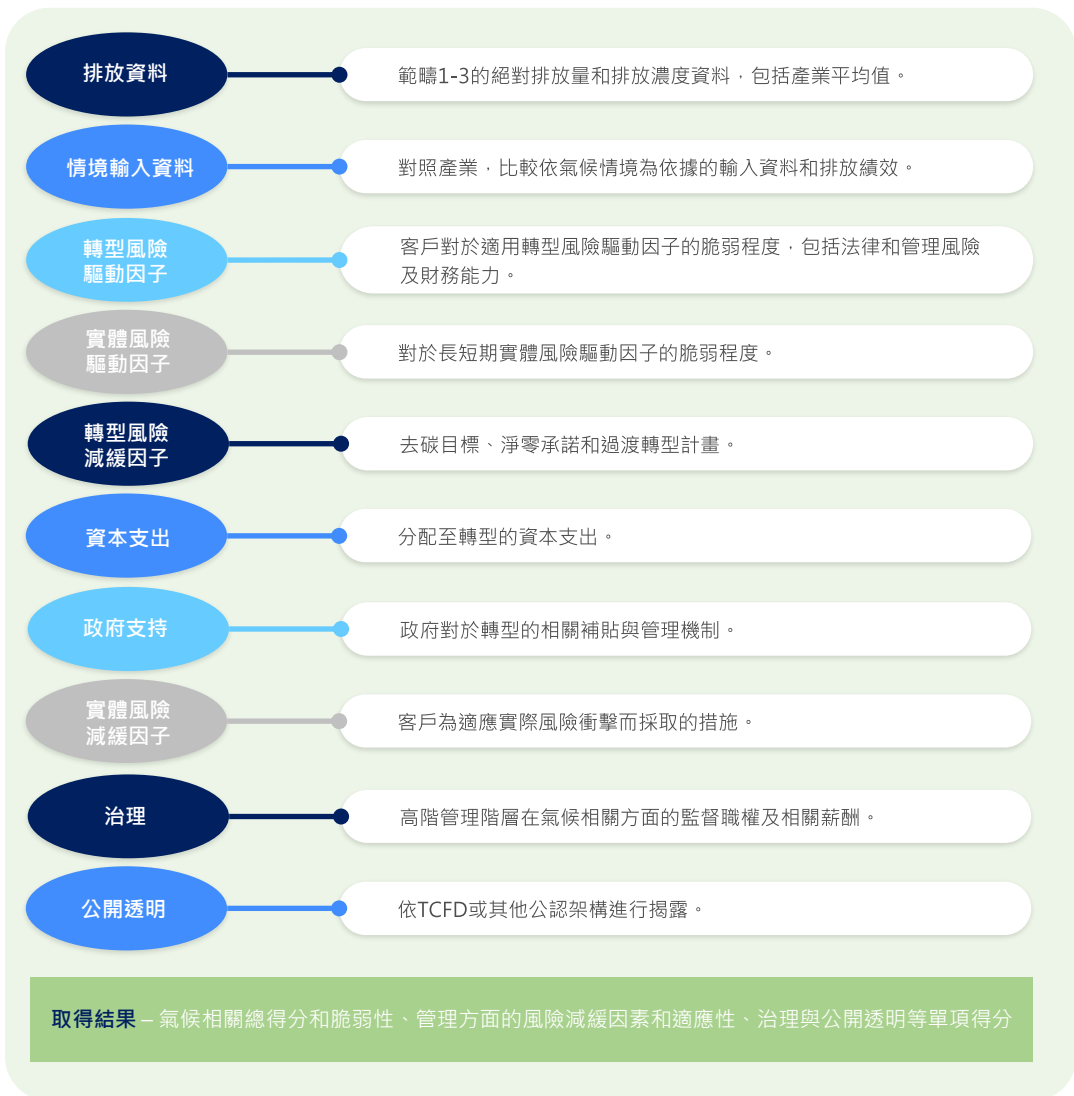 排放資料
範疇1-3的絕對排放量和排放濃度資料，包括產業平均值。
情境輸入資料
對照產業，比較依氣候情境為依據的輸入資料和排放績效。
轉型風險
驅動因子
客戶對於適用轉型風險驅動因子的脆弱程度，包括法律和管理風險
及財務能力。
實體風險
驅動因子
對於長短期實體風險驅動因子的脆弱程度。
轉型風險
減緩因子
去碳目標、淨零承諾和過渡轉型計畫。
資本支出
分配至轉型的資本支出。
政府支持
政府對於轉型的相關補貼與管理機制。
實體風險
減緩因子
客戶為適應實際風險衝擊而採取的措施。
治理
高階管理階層在氣候相關方面的監督職權及相關薪酬。
公開透明
依TCFD或其他公認架構進行揭露。
取得結果 – 氣候相關總得分和脆弱性、管理方面的風險減緩因素和適應性、治理與公開透明等單項得分